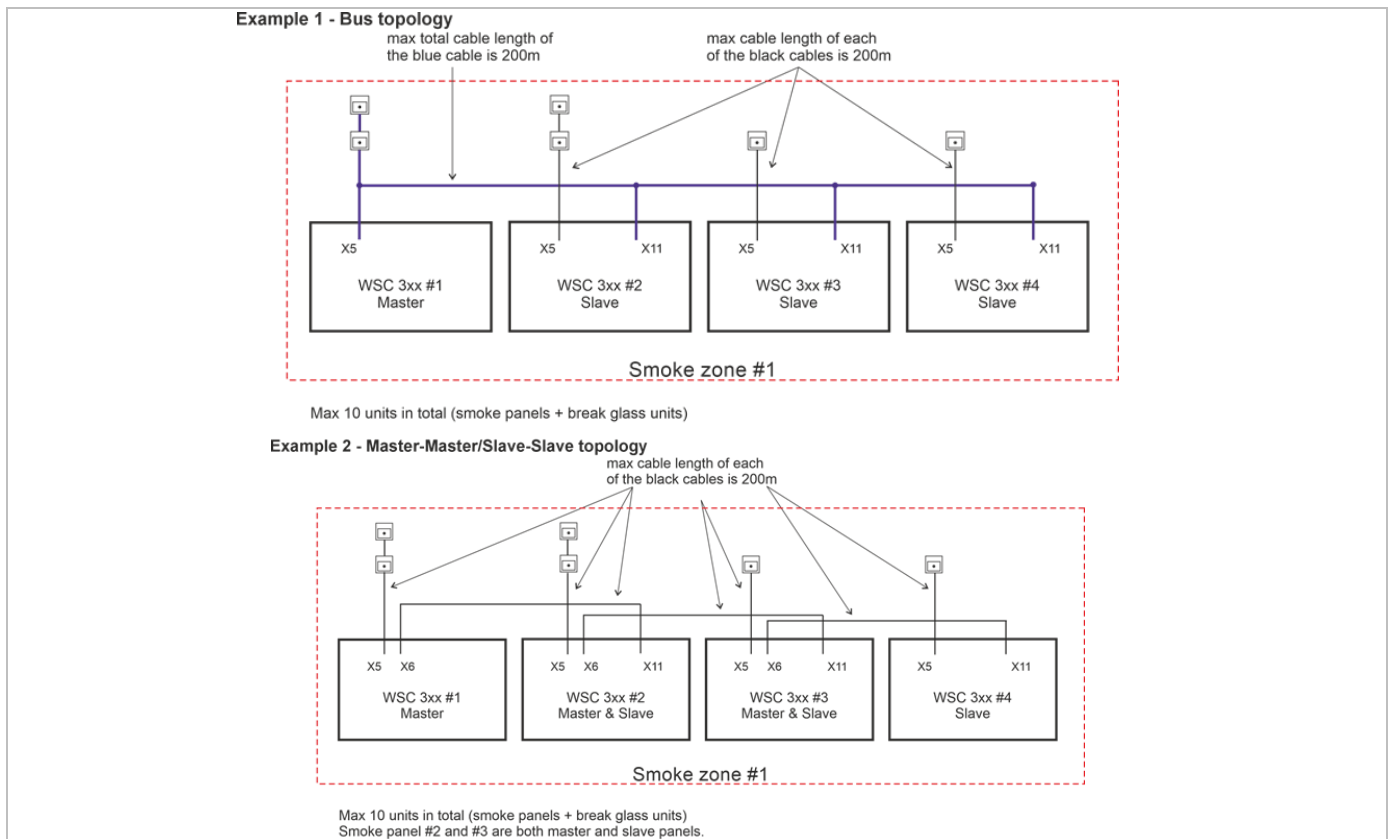 Example 1 - Bus topology
max total cable length of
the blue cable is 200m
max cable length of each
of the black cables is 200m
X5
X5
X11
X5
X11
X5
X11
WSC 3xx #1
Master
WSC 3xx #2
Slave
WSC 3xx #3
Slave
WSC 3xx #4
Slave
Smoke zone #1
Max 10 units in total (smoke panels + break glass units)
Example 2 - Master-Master/Slave-Slave topology
max cable length of each
of the black cables is 200m
X5
X6
X5
X6
X11
X5
X6
X11
X5
X11
WSC 3xx #1
Master
WSC 3xx #2
Master & Slave
WSC 3xx #3
Master & Slave
WSC 3xx #4
Slave
Smoke zone #1
Max 10 units in total (smoke panels + break glass units)
Smoke panel #2 and #3 are both master and slave panels.